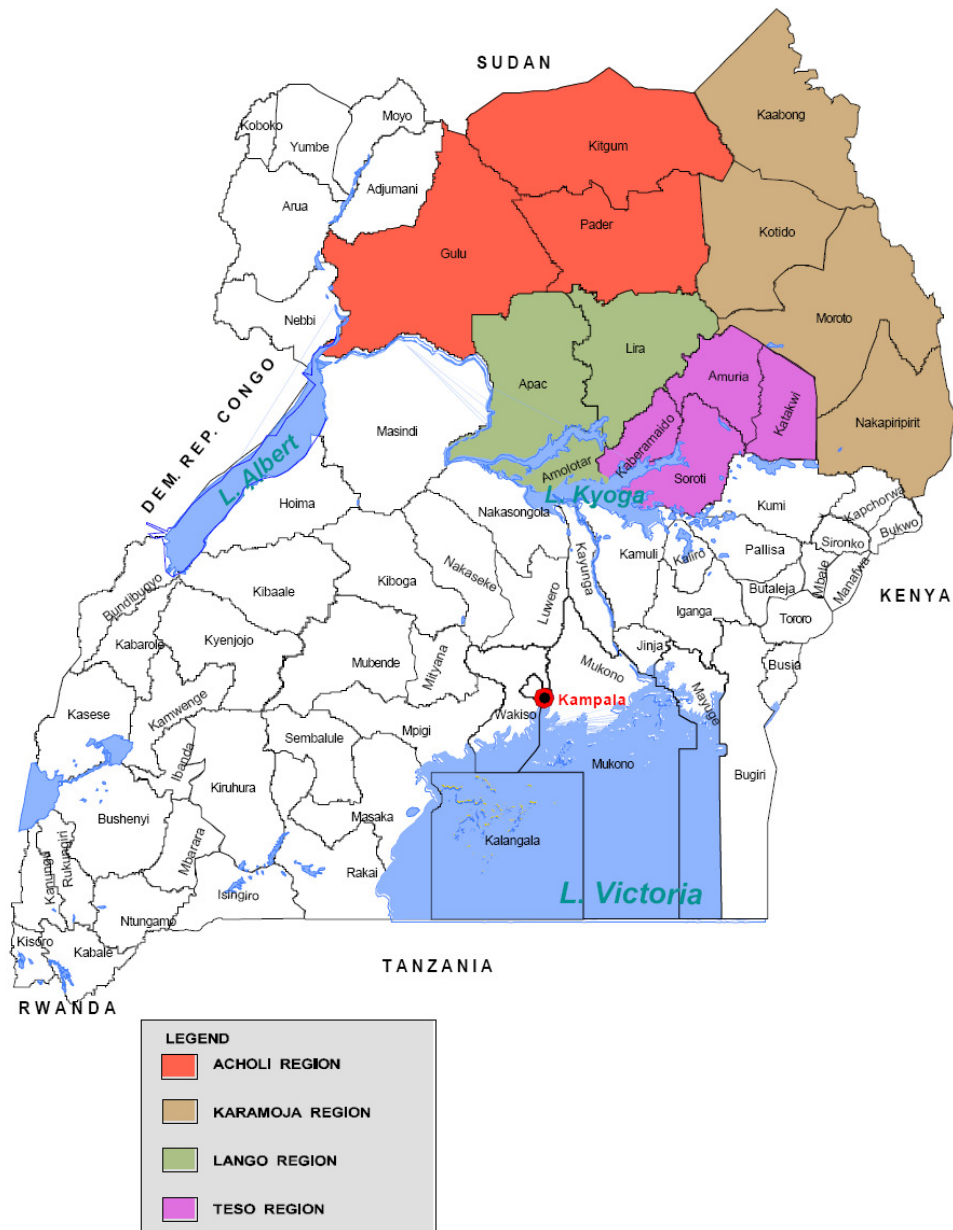 SUDAN
Kaabong
Moyo
Koboko
Yumbe
Kitgum
Adjumani
Arua
Pader
Kotido
Gulu
Nebbi
Moroto
Lira
Apac
Amuria
Katakwi
DEM. REP. CONGO
Masindi
Nakapiripirit
Kaberamaido
L. Albert
Amolotar
Soroti
L. Kyoga
Hoima
Nakasongola
Kumi
Kapchorwa
Bukwo
Sironko
Kamuli
Kaliro
Pallisa
Mbale
Manafwa
Kayunga
Bundibugyo
Kibaale
Kiboga
Nakaseke
Luwero
Butaleja
KENYA
Iganga
Tororo
Kabarole
Kyenjojo
Jinja
Mubende
Mityana
Mukono
Busia
Kasese
Kamwenge
Kampala
Mayuge
Wakiso
Sembabule
Mpigi
Ibanda
Mukono
Bugiri
Kiruhura
Bushenyi
Masaka
Kalangala
Mbarara
Kanungu
Rukungiri
Rakai
Isingiro
L. Victoria
Ntungamo
Kisoro
Kabale
TANZANIA
RWANDA
LEGEND
ACHOLI REGION
KARAMOJA REGION
LANGO REGION
TESO REGION